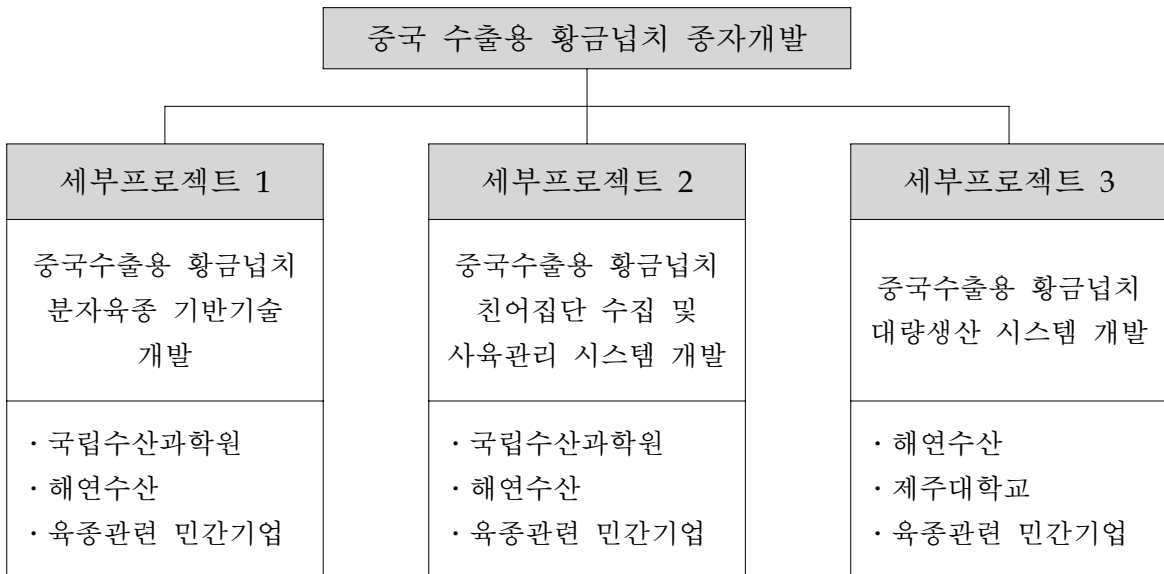 중국 수출용 황금넙치 종자개발
세부프로젝트 1
중국수출용 황금넙치
분자육종 기반기술
개발
· 국립수산과학원
· 해연수산
· 육종관련 민간기업
세부프로젝트 2
중국수출용 황금넙치
친어집단 수집 및
사육관리 시스템 개발
· 국립수산과학원
· 해연수산
· 육종관련 민간기업
세부프로젝트 3
중국수출용 황금넙치
대량생산 시스템 개발
· 해연수산
· 제주대학교
· 육종관련 민간기업